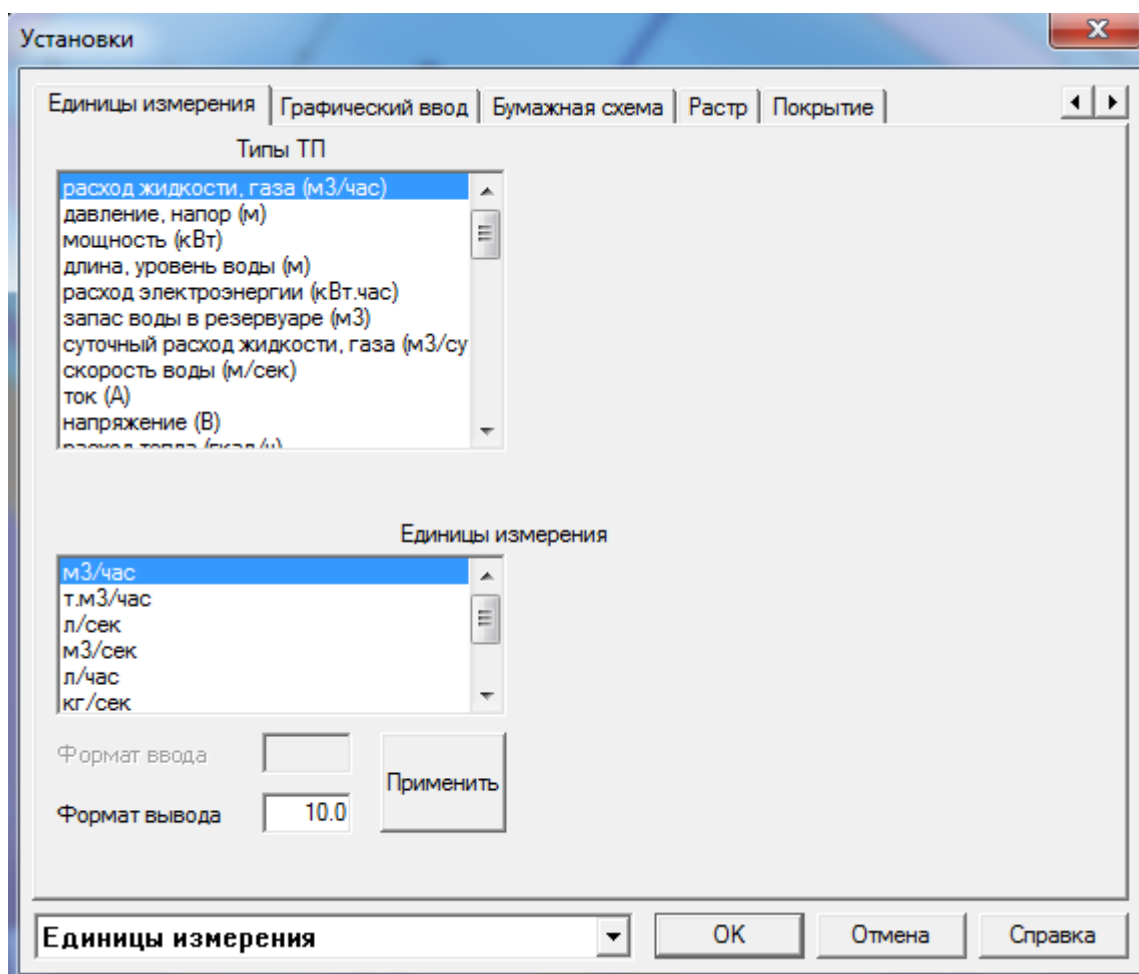 Установки
Единицы измерения
Графический ввод
Бумажная схема
Растр
Покрытие
Типы ТП
расход жидкости, газа (м3/час)
давление, напор (м)
мощность (кВт)
длина, уровень воды (м)
расход электроэнергии (кВт.час)
запас воды в резервуаре (м3)
суточный расход жидкости, газа (м3/су
скорость воды (м/сек)
ток (А)
напряжение (В)
расход тепла (гкал/ч)
Единицы измерения
м3/час
т.м3/час
л/сек
м3/сек
л/час
кг/сек
Формат ввода
Применить
Формат вывода
10.0
Единицы измерения
OK
Отмена
Справка